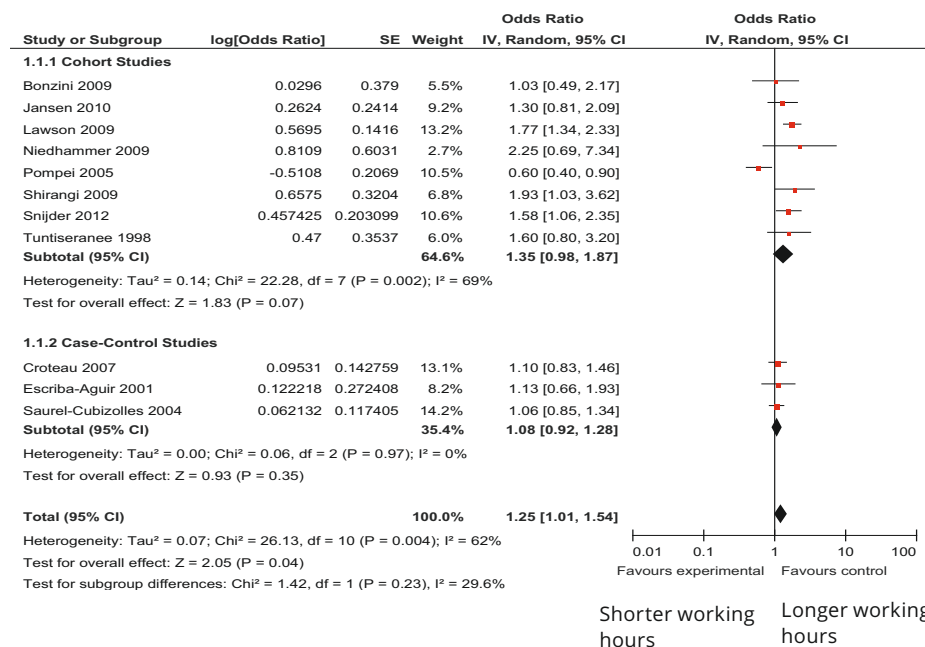 Odds Ratio Odds Ratio
Study or Subgroup log[Odds Ratio] SE Weight IV, Random, 95% CI IV, Random, 95% CI
1.1.1 Cohort Studies
Bonzini 2009 0.0296 0.379 5.5% 1.03 [0.49, 2.17]
Jansen 2010 0.2624 0.2414 9.2% 1.30 [0.81, 2.09]
Lawson 2009 0.5695 0.1416 13.2% 1.77 [1.34, 2.33]
Niedhammer 2009 0.8109 0.6031 2.7% 2.25 [0.69, 7.34]
Pompei 2005 -0.5108 0.2069 10.5% 0.60 [0.40, 0.90]
Shirangi 2009 0.6575 0.3204 6.8% 1.93 [1.03, 3.62]
Snijder 2012 0.457425 0.203099 10.6% 1.58 [1.06, 2.35]
Tuntiseranee 1998 0.47 0.3537 6.0% 1.60 [0.80, 3.20]
Subtotal (95% CI) 64.6% 1.35 [0.98, 1.87]
Heterogeneity: Tau² = 0.14; Chi² = 22.28, df = 7 (P = 0.002); I² = 69%
Test for overall effect: Z = 1.83 (P = 0.07)
1.1.2 Case-Control Studies
Croteau 2007 0.09531 0.142759 13.1% 1.10 [0.83, 1.46]
Escriba-Aguir 2001 0.122218 0.272408 8.2% 1.13 [0.66, 1.93]
Saurel-Cubizolles 2004 0.062132 0.117405 14.2% 1.06 [0.85, 1.34]
Subtotal (95% CI) 35.4% 1.08 [0.92, 1.28]
Heterogeneity: Tau² = 0.00; Chi² = 0.06, df = 2 (P = 0.97); I² = 0%
Test for overall effect: Z = 0.93 (P = 0.35)
Total (95% CI) 100.0% 1.25 [1.01, 1.54]
Heterogeneity: Tau² = 0.07; Chi² = 26.13, df = 10 (P = 0.004); I² = 62%
Test for overall effect: Z = 2.05 (P = 0.04)
Test for subgroup differences: Chi² = 1.42, df = 1 (P = 0.23), I² = 29.6%
0.01 0.1 1 10 100
Favours experimental Favours control
Shorter working hours
Longer working hours